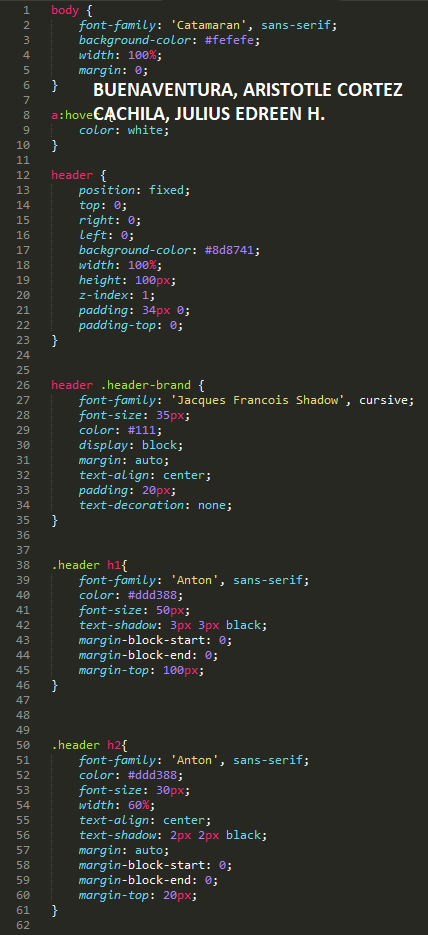 1 body {
2 font-family: 'Catamaran', sans-serif;
3 background-color: #fefefe;
4 width: 100%;
5 margin: 0;
6 }
BUENAVENTURA, ARISTOTLE CORTEZ
7
CACHILA, JULIUS EDREEN H.
8 a:hover {
9 color: white;
10 }
11
12 header {
13 position: fixed;
14 top: 0;
15 right: 0;
16 left: 0;
17 background-color: #8d8741;
18 width: 100%;
19 height: 100px;
20 z-index: 1;
21 padding: 34px 0;
22 padding-top: 0;
23 }
24
25
26 header .header-brand {
27 font-family: 'Jacques Francois Shadow', cursive;
28 font-size: 35px;
29 color: #111;
30 display: block;
31 margin: auto;
32 text-align: center;
33 padding: 20px;
34 text-decoration: none;
35 }
36
37
38 .header h1{
39 font-family: 'Anton', sans-serif;
40 color: #ddd388;
41 font-size: 50px;
42 text-shadow: 3px 3px black;
43 margin-block-start: 0;
44 margin-block-end: 0;
45 margin-top: 100px;
46 }
47
48
49
50 .header h2{
51 font-family: 'Anton', sans-serif;
52 color: #ddd388;
53 font-size: 30px;
54 width: 60%;
55 text-align: center;
56 text-shadow: 2px 2px black;
57 margin: auto;
58 margin-block-start: 0;
59 margin-block-end: 0;
60 margin-top: 20px;
61 }
62